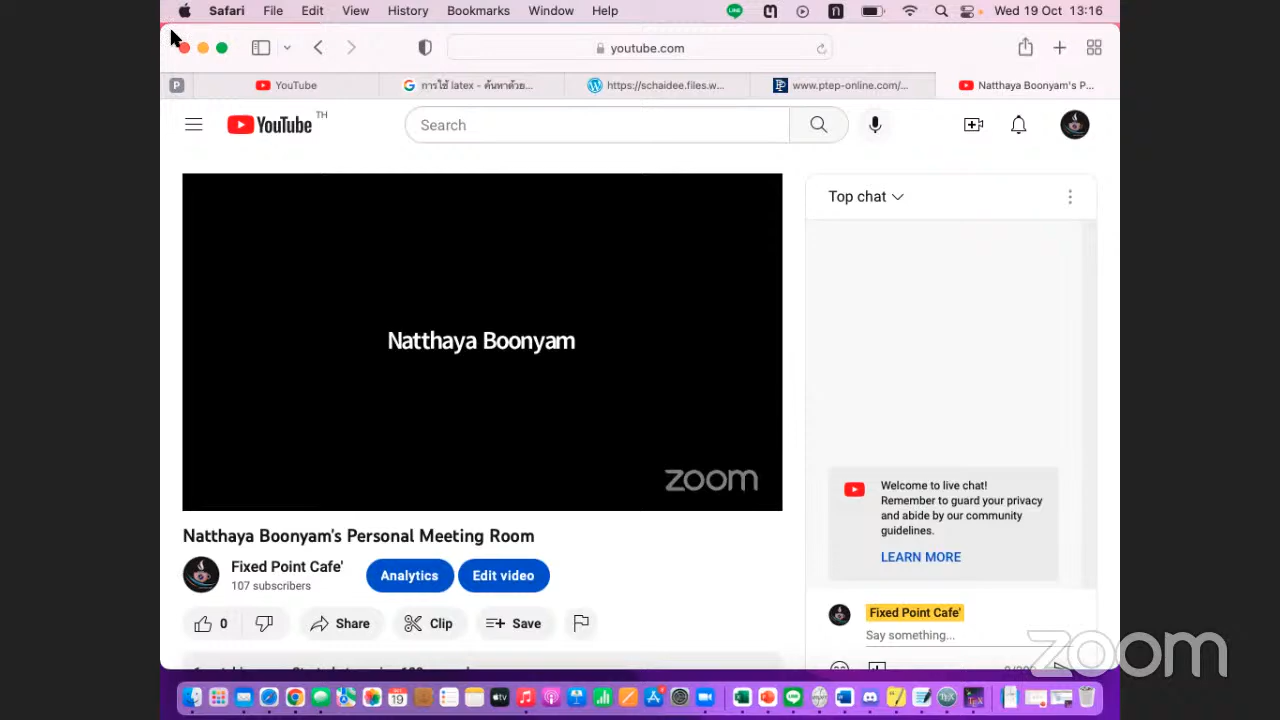 Safari File Edit View History Bookmarks Window Help Wed 19 Oct 13:16
youtube.com
P YouTube การใช้ latex - ค้นหาด้วย... https://schaidee.files.w... www.ptep-online.com/... Natthaya Boonyam's P...
YouTube TH
Search
Top chat
Natthaya Boonyam
zoom
Welcome to live chat!
Remember to guard your privacy
and abide by our community
guidelines.
LEARN MORE
Natthaya Boonyam's Personal Meeting Room
Fixed Point Cafe'
107 subscribers
Analytics
Edit video
0 Share Clip Save
Fixed Point Cafe'
Say something...
zoom